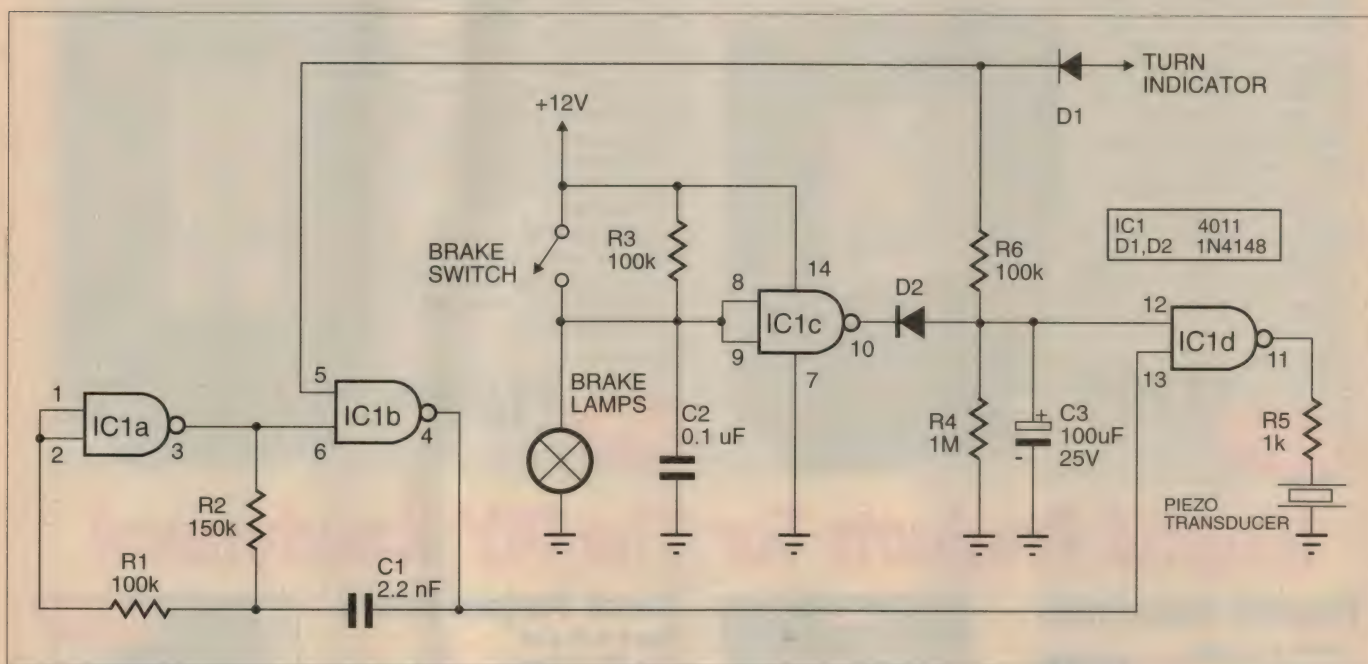 TURN
INDICATOR
D1
+12V
BRAKE
SWITCH
R3
100k
R6
100k
IC1 4011
D1,D2 1N4148
8
14
D2
12
IC1c
IC1d
9
10
11
7
13
5
1
IC1b
IC1a
4
3
6
2
BRAKE
LAMPS
C2
0.1 uF
R4
1M
+
C3
100uF
25V
-
R5
1k
R2
150k
PIEZO
TRANSDUCER
R1
100k
C1
2.2 nF